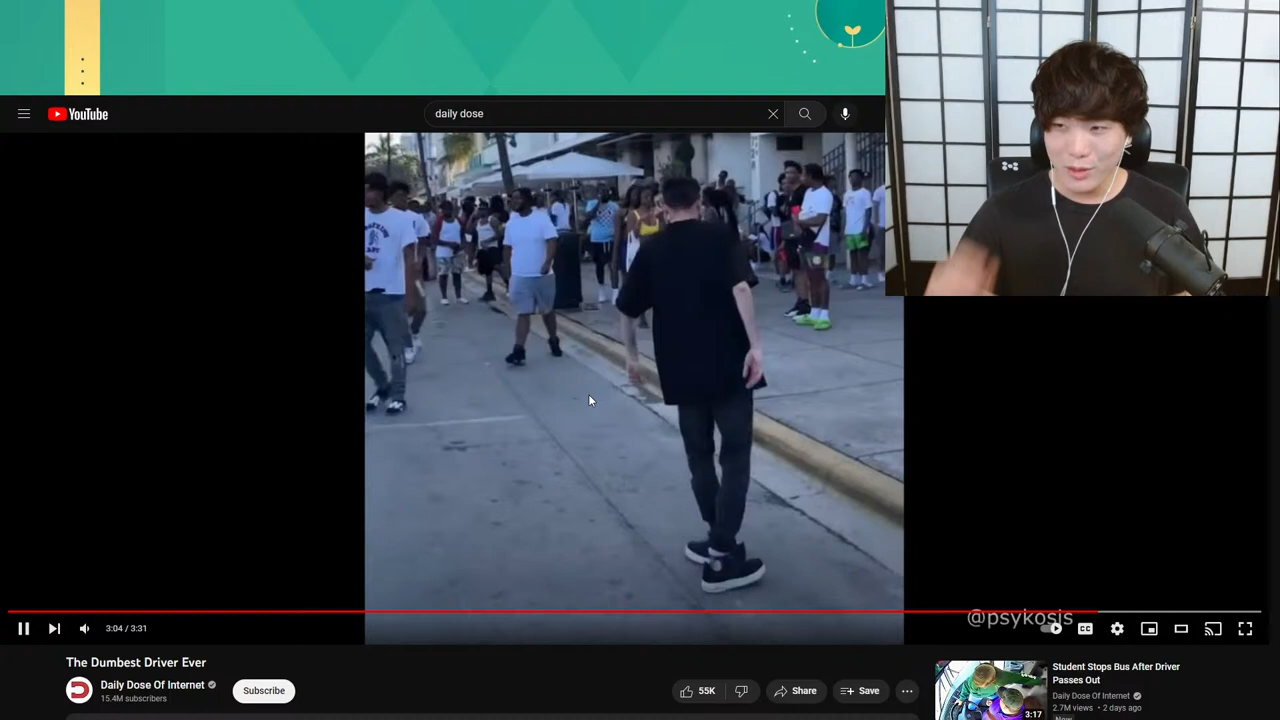 YouTube
daily dose
3:04 / 3:31
@psykosis
The Dumbest Driver Ever
Daily Dose Of Internet
15.4M subscribers
Subscribe
55K
Share
Save
Student Stops Bus After Driver
Passes Out
Daily Dose Of Internet
2.7M views • 2 days ago
3:17